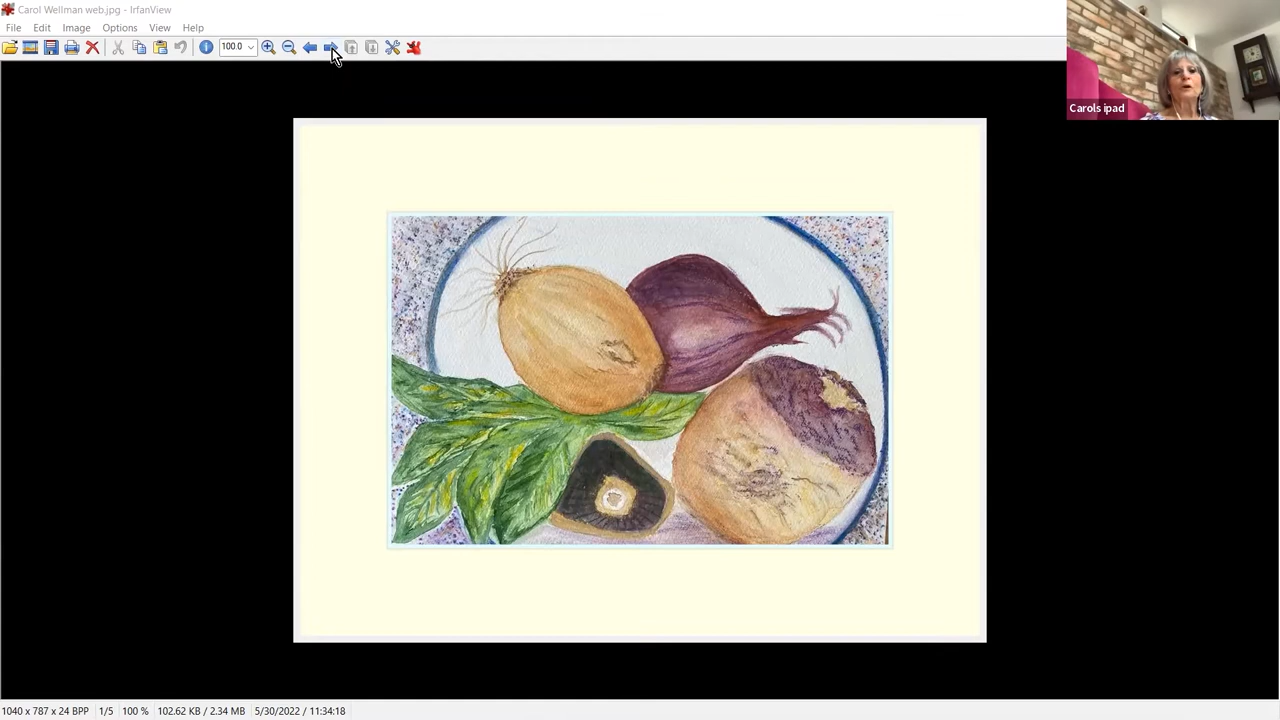 Carol Wellman web.jpg - IrfanView
File Edit Image Options View Help
100.0
Carols ipad
1040 x 787 x 24 BPP 1/5 100 % 102.62 KB / 2.34 MB 5/30/2022 / 11:34:18